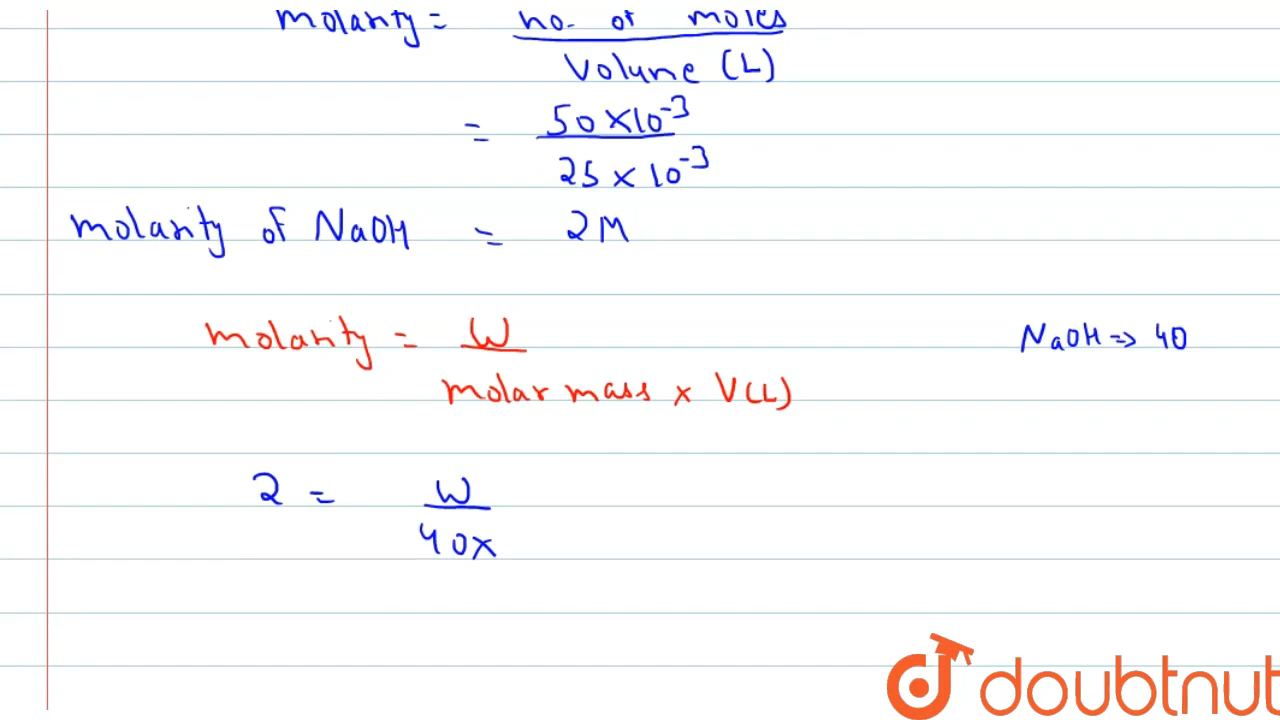 molarity = no. of moles
Volume (L)
= 50 × 10⁻³
25 × 10⁻³
molarity of NaOH = 2M
molarity = W
molar mass × V(L)
NaOH ⇒ 40
2 = W
40×
doubtnut